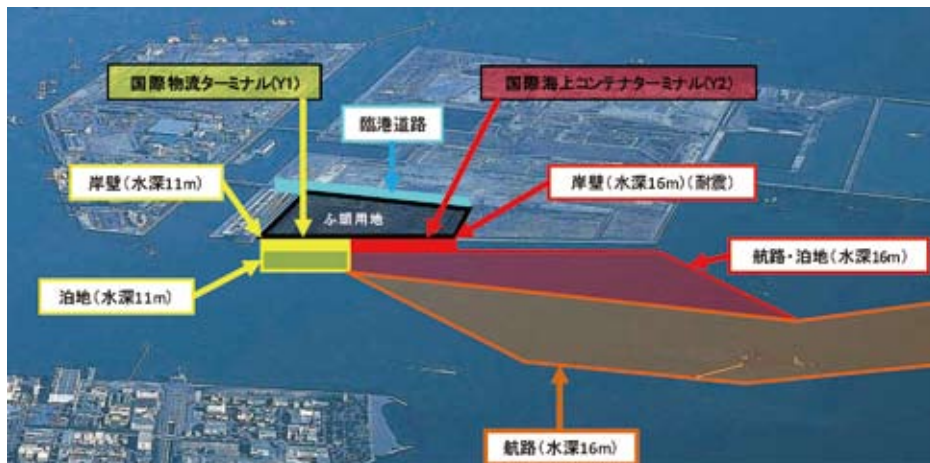 国際物流ターミナル(Y1)
国際海上コンテナターミナル(Y2)
臨港道路
岸壁(水深11m)
岸壁(水深16m)(耐震)
ふ頭用地
航路・泊地(水深16m)
泊地(水深11m)
航路(水深16m)